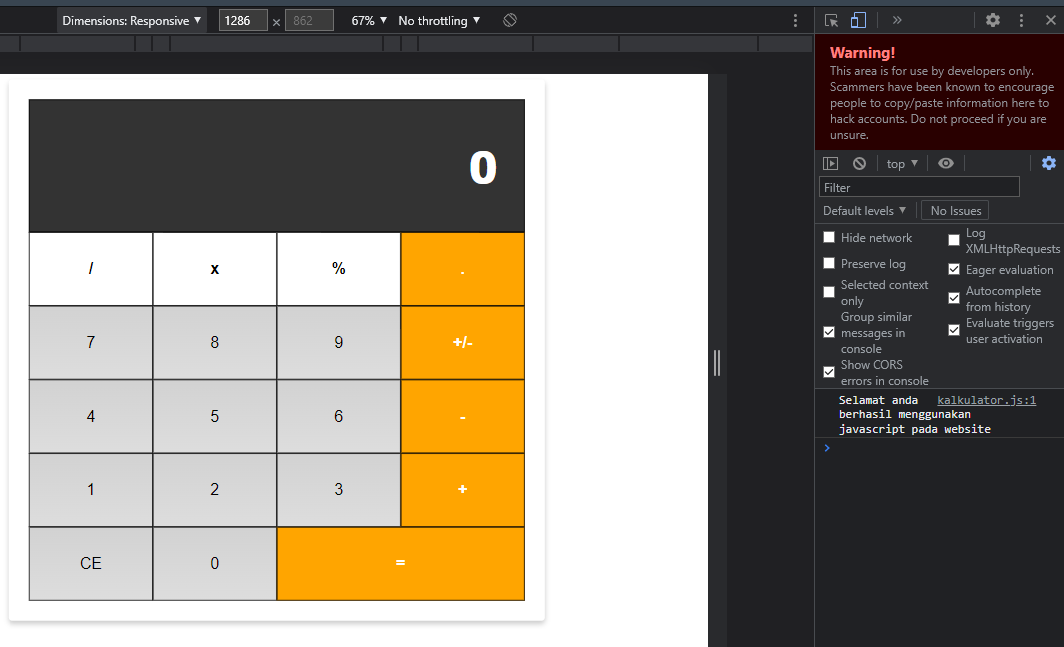 Dimensions: Responsive ▼ 1286 × 862 67% ▼ No throttling ▼
0
/ x % .
7 8 9 +/-
4 5 6 -
1 2 3 +
CE 0 =
Warning!
This area is for use by developers only.
Scammers have been known to encourage
people to copy/paste information here to
hack accounts. Do not proceed if you are
unsure.
top ▼
Filter
Default levels ▼ No Issues
Hide network
Preserve log
Selected context
only
Group similar
messages in
console
Show CORS
errors in console
Log
XMLHttpRequests
Eager evaluation
Autocomplete
from history
Evaluate triggers
user activation
Selamat anda kalkulator.js:1
berhasil menggunakan
javascript pada website